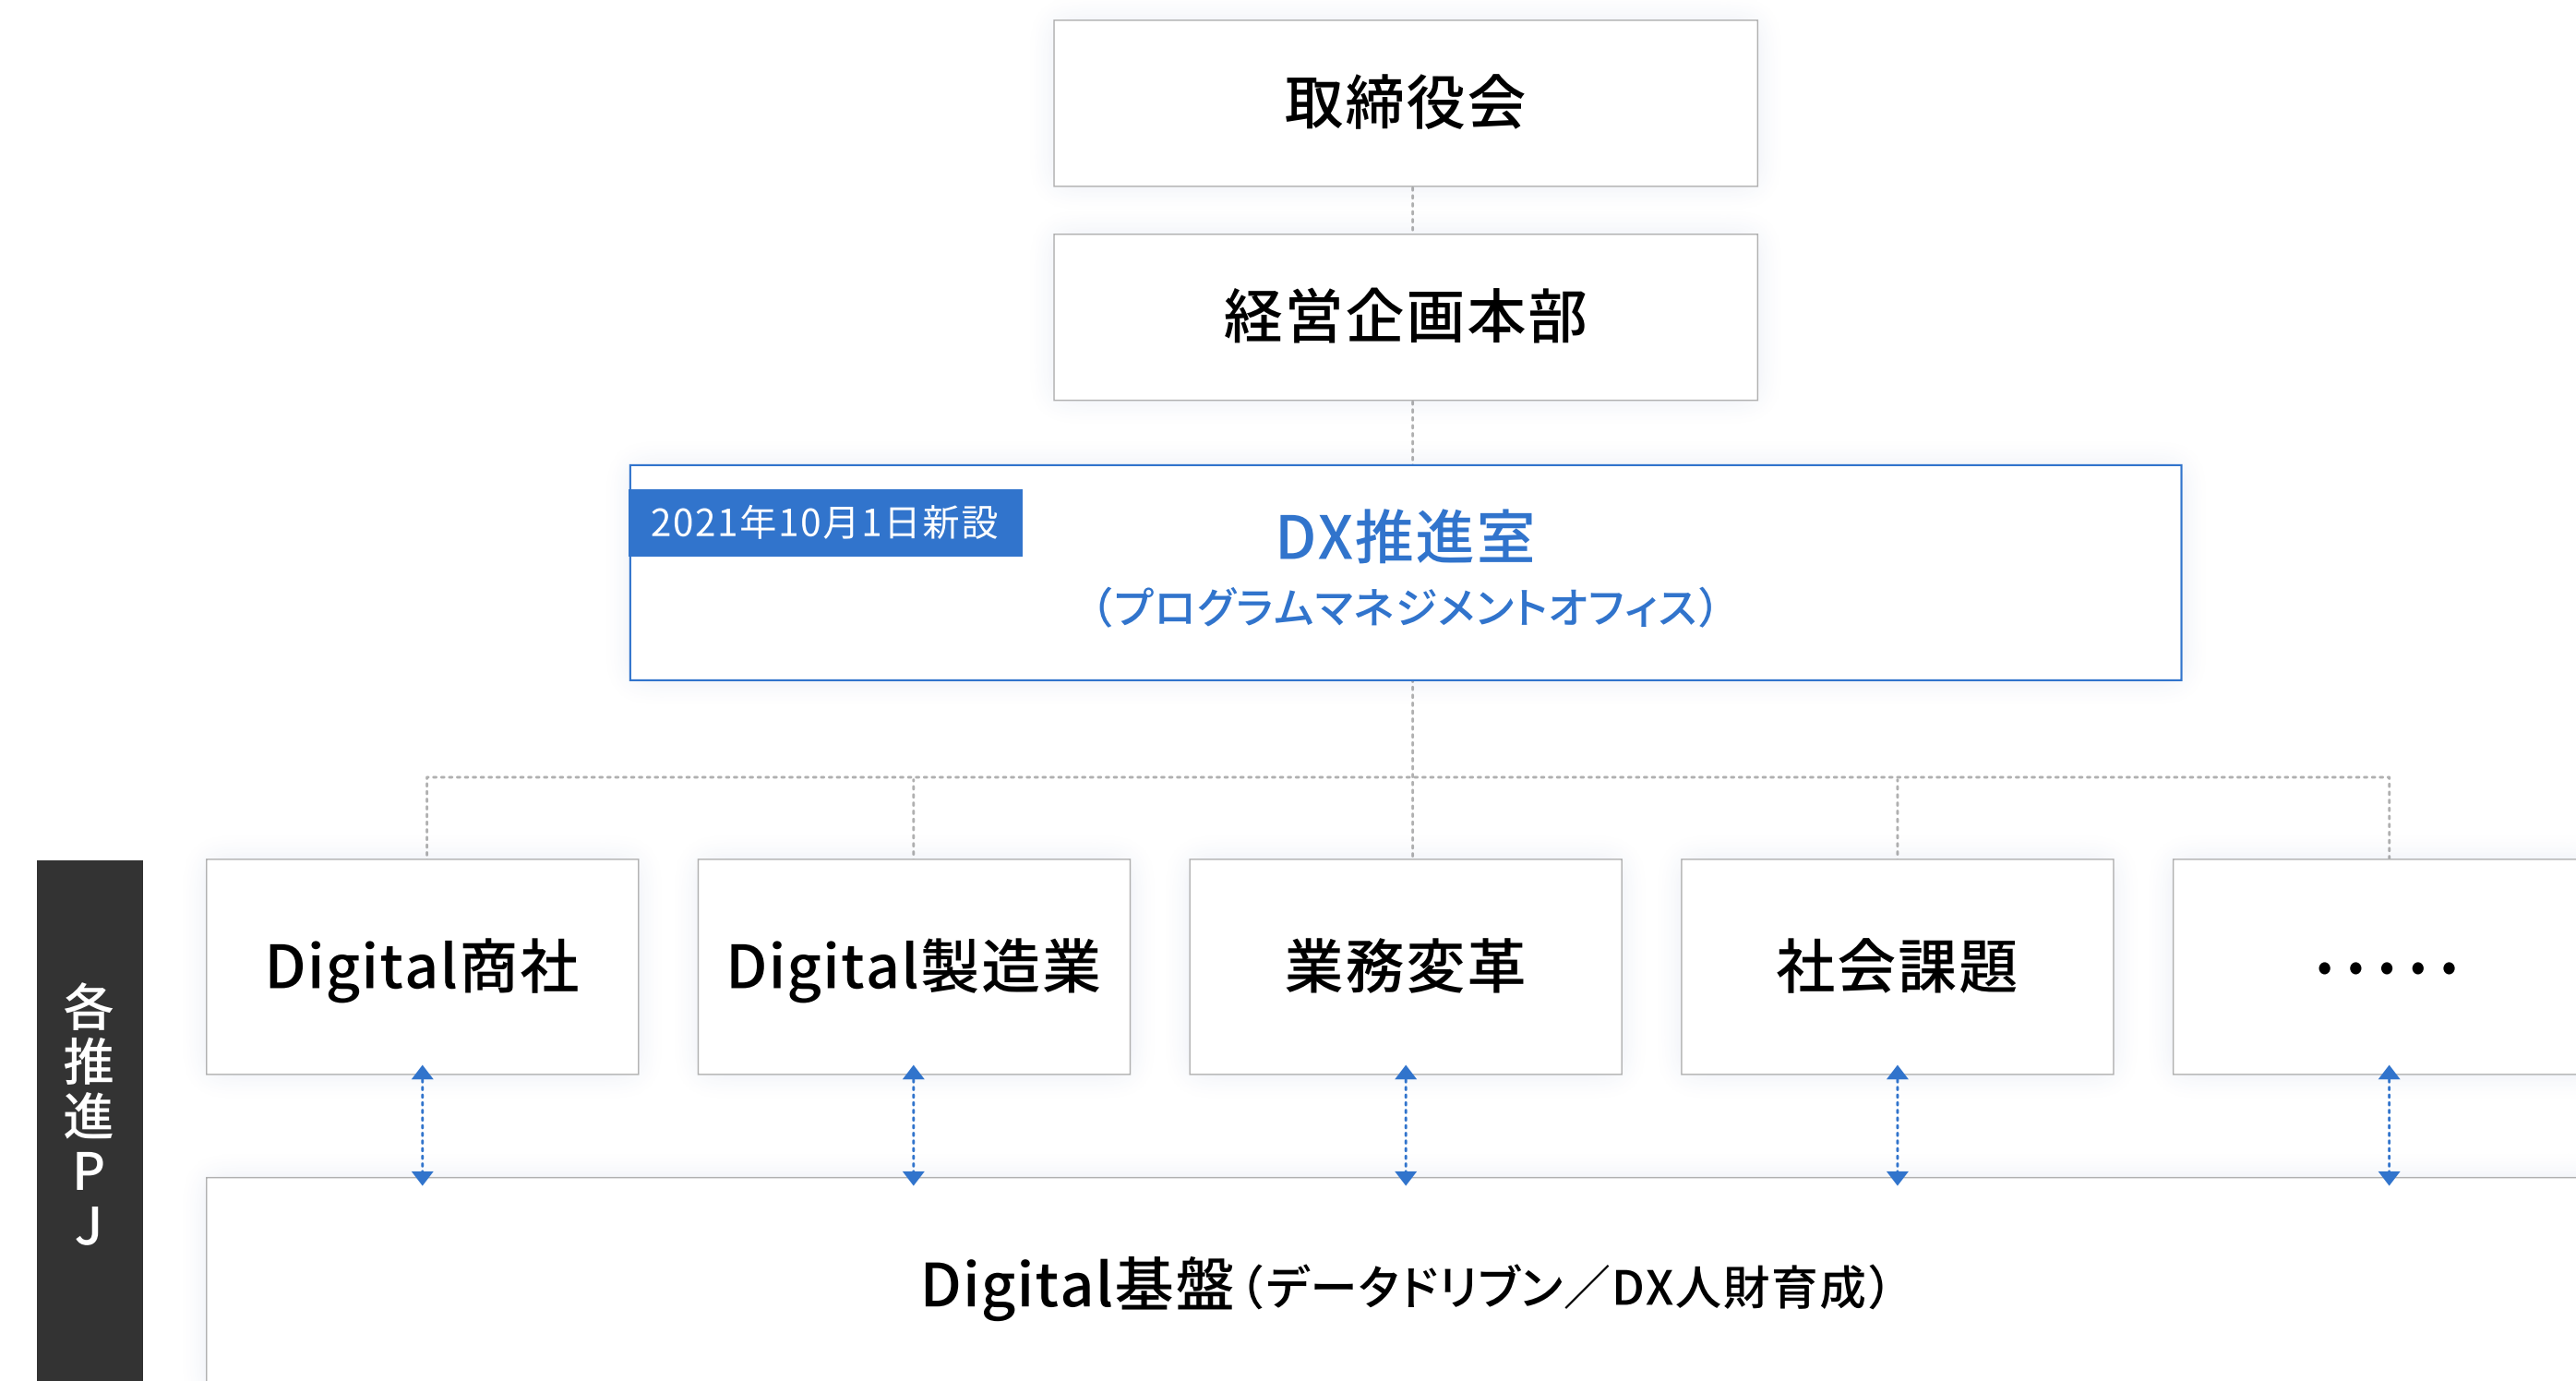 取締役会
経営企画本部
2021年10月1日新設
DX推進室
（プログラムマネジメントオフィス）
各推進PJ
Digital商社
Digital製造業
業務変革
社会課題
・・・・・
Digital基盤（データドリブン／DX人財育成）